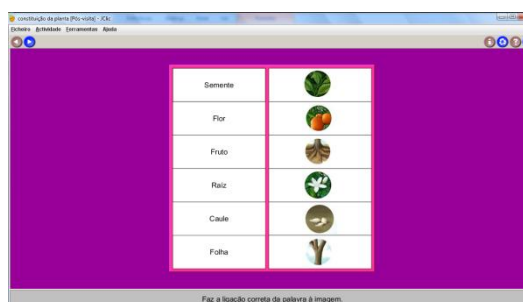 constituição da planta [Pós-visita] - JClic
Ficheiro Actividade Ferramentas Ajuda
Semente
Flor
Fruto
Raíz
Caule
Folha
Faz a ligação correta da palavra à imagem.